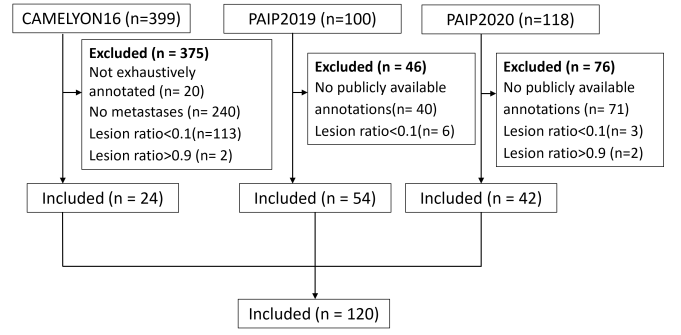 CAMELYON16 (n=399)
Excluded (n = 375)
Not exhaustively
annotated (n= 20)
No metastases (n = 240)
Lesion ratio<0.1(n=113)
Lesion ratio>0.9 (n= 2)
Included (n = 24)
PAIP2019 (n=100)
Excluded (n = 46)
No publicly available
annotations(n= 40)
Lesion ratio<0.1(n= 6)
Included (n = 54)
PAIP2020 (n=118)
Excluded (n = 76)
No publicly available
annotations (n = 71)
Lesion ratio<0.1(n= 3)
Lesion ratio>0.9 (n=2)
Included (n = 42)
Included (n = 120)